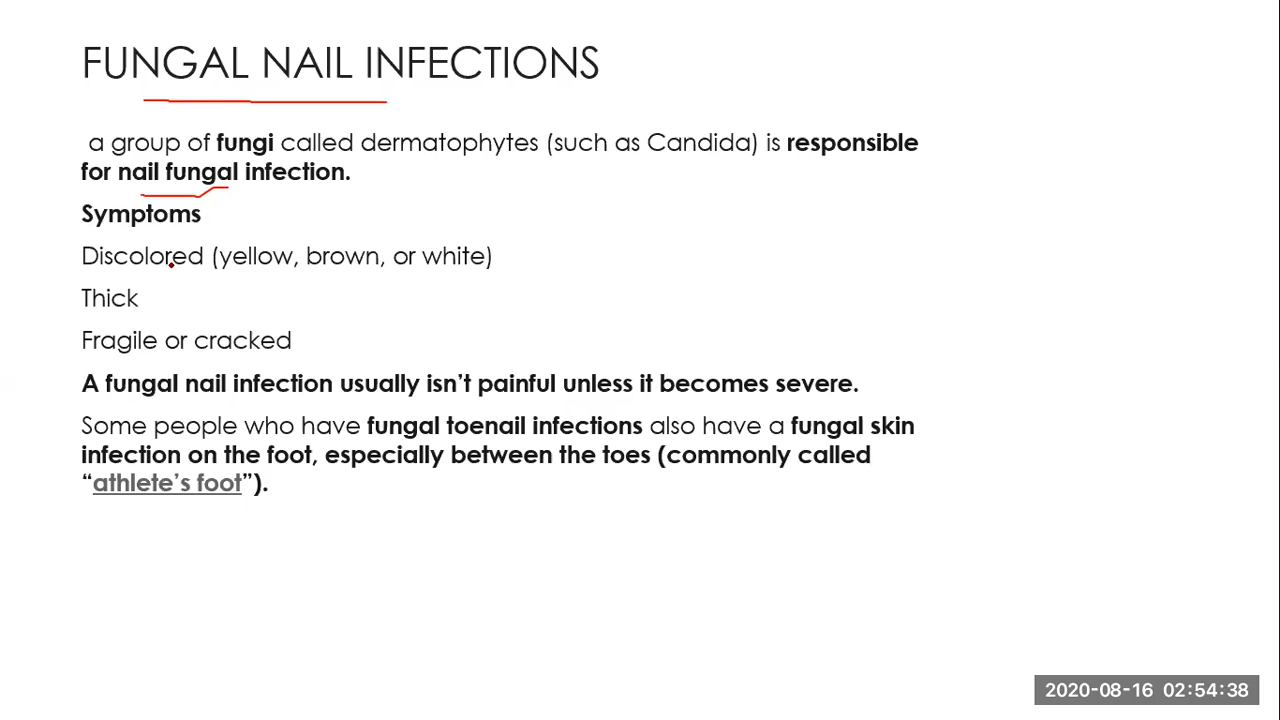 FUNGAL NAIL INFECTIONS
a group of fungi called dermatophytes (such as Candida) is responsible
for nail fungal infection.
Symptoms
Discolored (yellow, brown, or white)
Thick
Fragile or cracked
A fungal nail infection usually isn’t painful unless it becomes severe.
Some people who have fungal toenail infections also have a fungal skin
infection on the foot, especially between the toes (commonly called
“athlete’s foot”).
2020-08-16 02:54:38